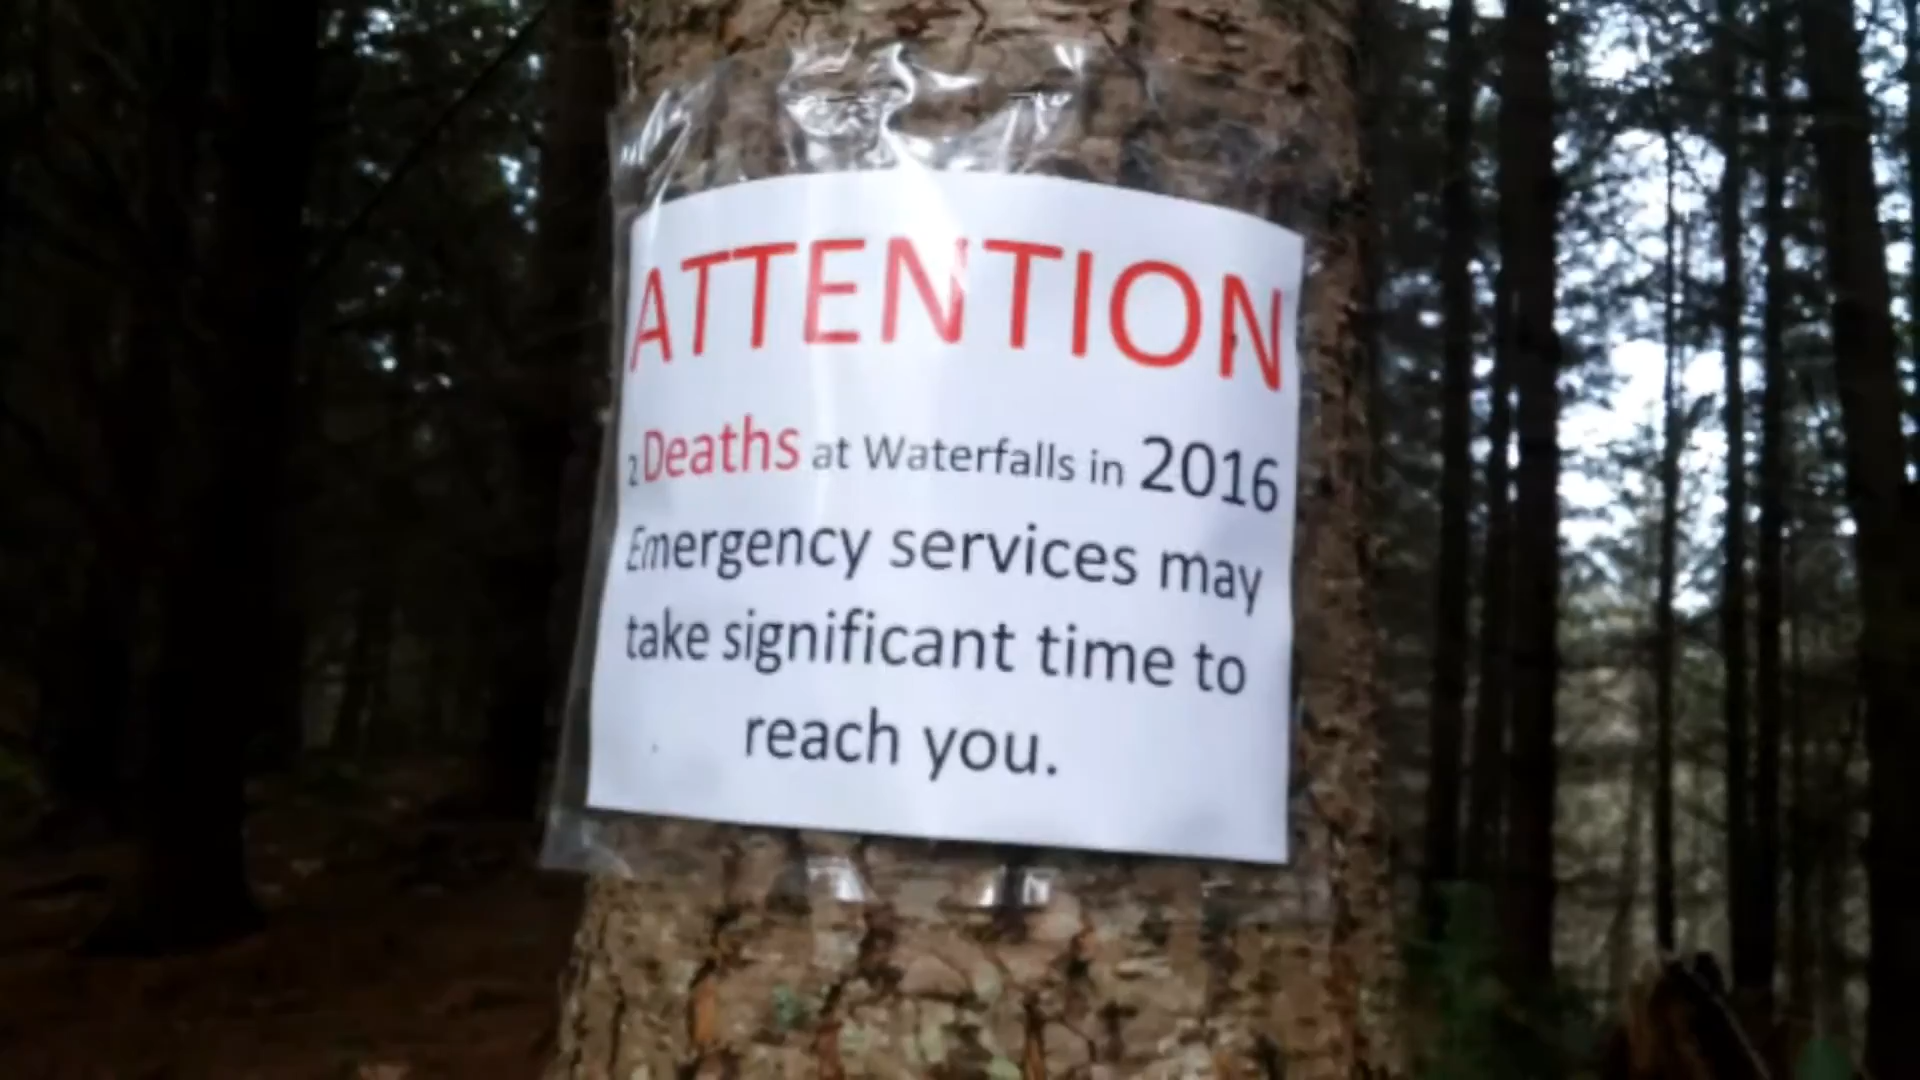 ATTENTION
2 Deaths at Waterfalls in 2016
Emergency services may
take significant time to
reach you.